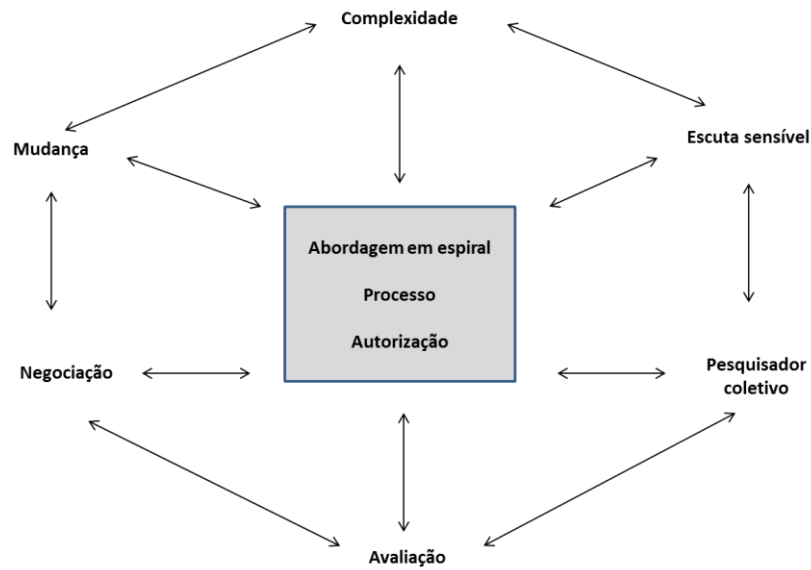 Complexidade
Mudança
Escuta sensível
Abordagem em espiral
Processo
Autorização
Negociação
Pesquisador
coletivo
Avaliação